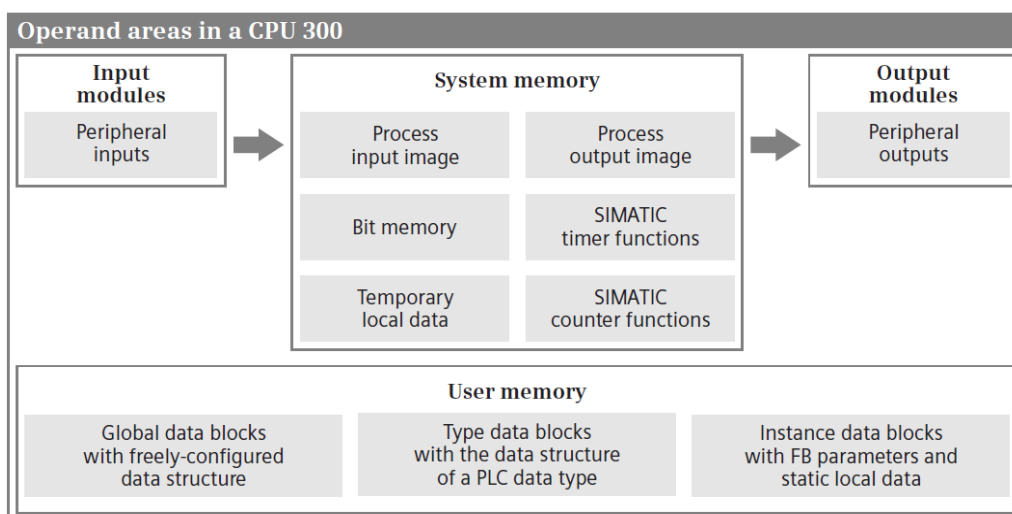 Operand areas in a CPU 300
Input
modules
Peripheral
inputs
System memory
Process
input image
Process
output image
Bit memory
SIMATIC
timer functions
Temporary
local data
SIMATIC
counter functions
Output
modules
Peripheral
outputs
User memory
Global data blocks
with freely-configured
data structure
Type data blocks
with the data structure
of a PLC data type
Instance data blocks
with FB parameters and
static local data